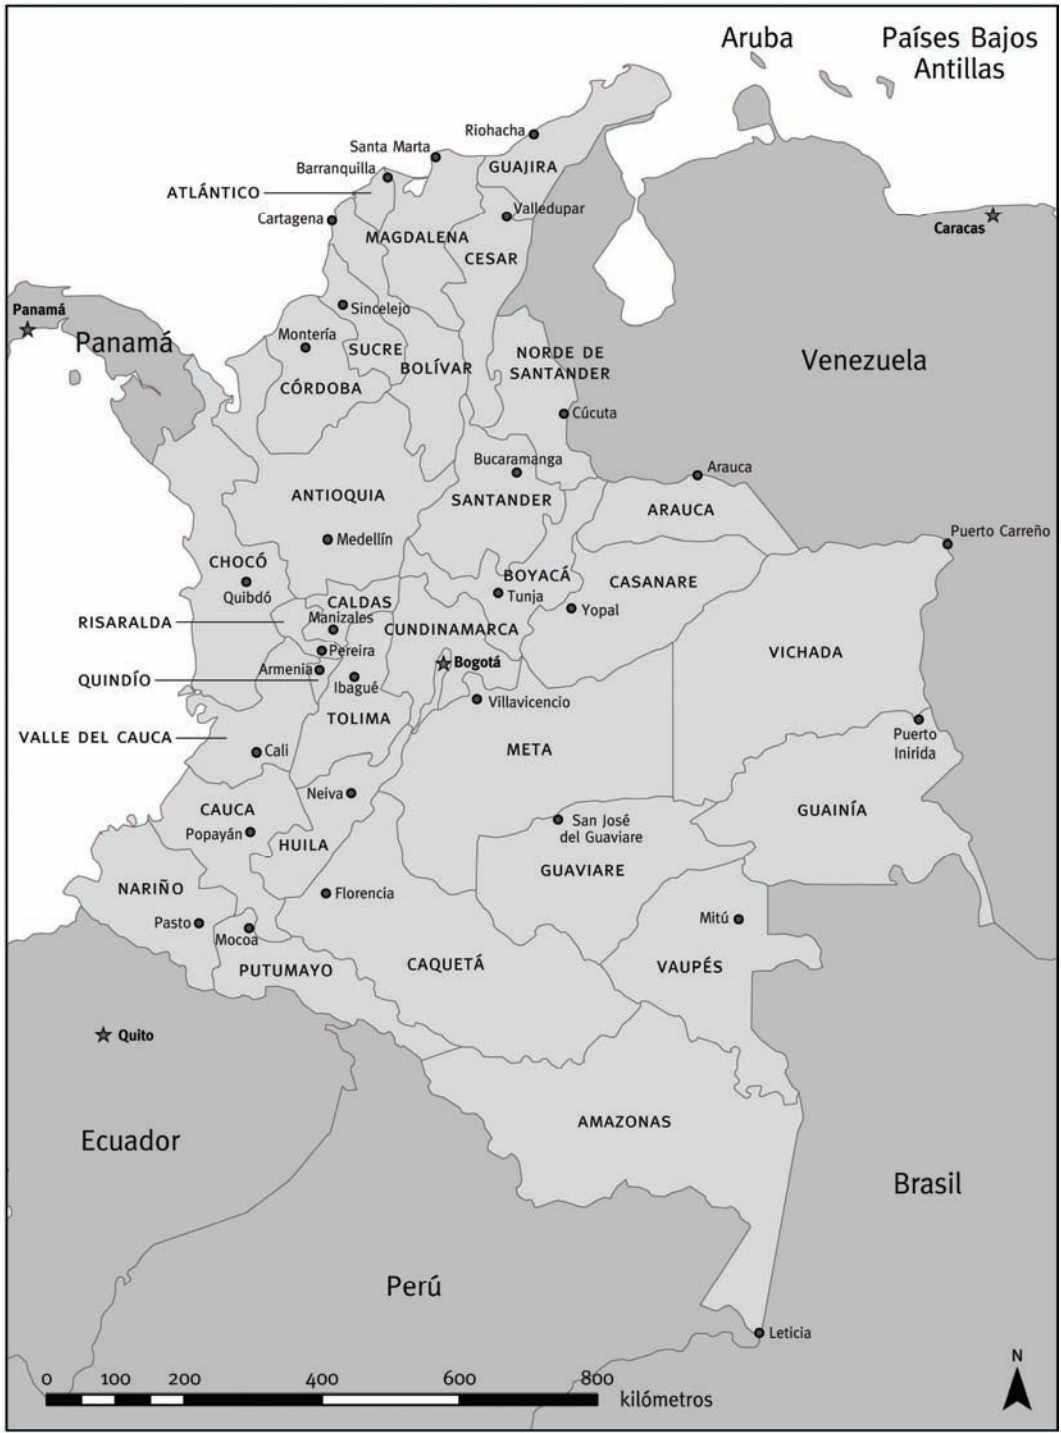 Aruba
Países Bajos
Antillas
Riohacha
Santa Marta
Barranquilla
GUAJIRA
ATLÁNTICO
Cartagena
Valledupar
Caracas
MAGDALENA
CESAR
Panamá
Panamá
Sincelejo
Montería
SUCRE
BOLÍVAR
CÓRDOBA
NORDE DE
SANTANDER
Venezuela
Cúcuta
Bucaramanga
Arauca
ANTIOQUIA
SANTANDER
ARAUCA
Medellín
Puerto Carreño
CHOCÓ
Quibdó
BOYACÁ
Tunja
CASANARE
Yopal
CALDAS
Manizales
RISARALDA
CUNDINAMARCA
Pereira
VICHADA
Armenia
Bogotá
QUINDÍO
Ibagué
Villavicencio
TOLIMA
VALLE DEL CAUCA
Cali
META
Puerto
Inirida
Neiva
CAUCA
Popayán
GUAINÍA
San José
del Guaviare
HUILA
GUAVIARE
NARIÑO
Florencia
Pasto
Mocoa
Mitú
PUTUMAYO
CAQUETÁ
VAUPÉS
Quito
Ecuador
AMAZONAS
Brasil
Perú
Leticia
N
0 100 200 400 600 800
kilómetros